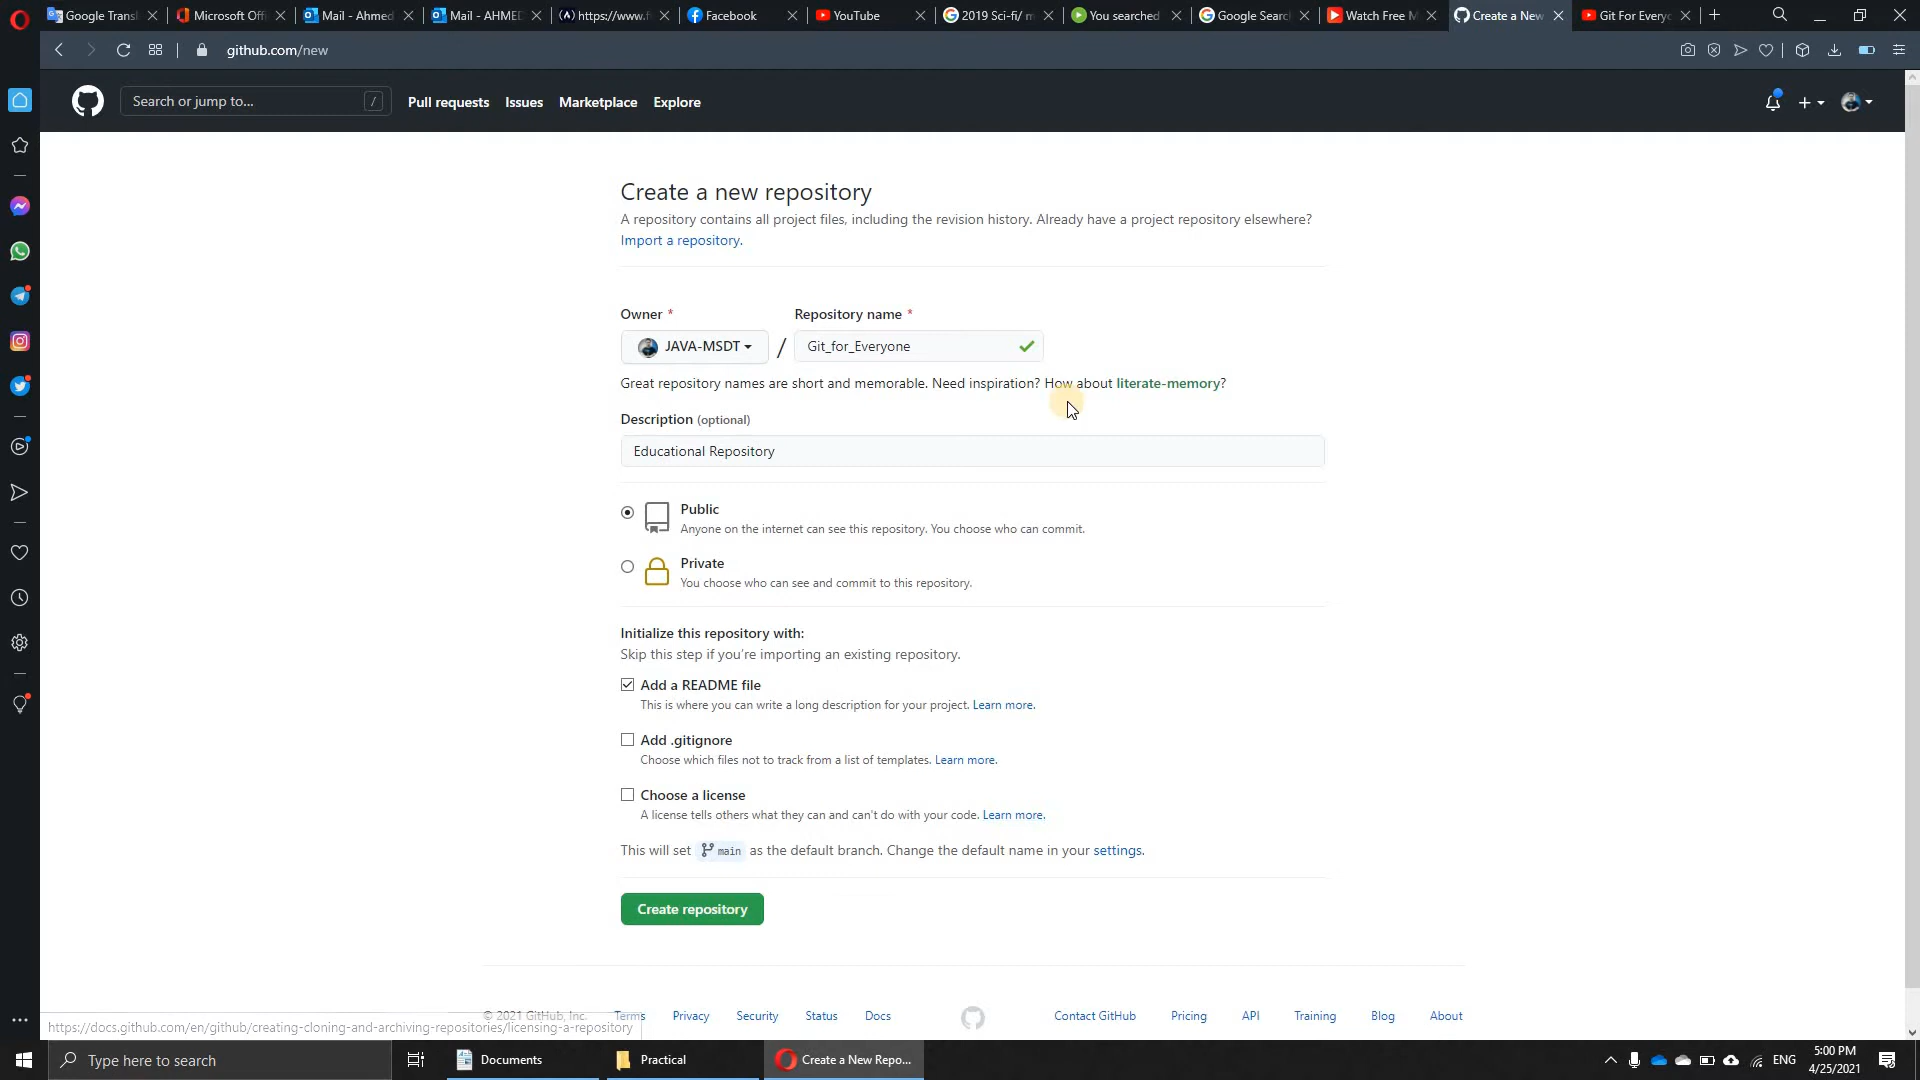 Google Transl
Microsoft Offi
Mail - Ahmed
Mail - AHMED
https://www.f
Facebook
YouTube
2019 Sci-fi/ m
You searched
Google Searc
Watch Free M
Create a New
Git For Everyo
github.com/new
Search or jump to...
/
Pull requests
Issues
Marketplace
Explore
Create a new repository
A repository contains all project files, including the revision history. Already have a project repository elsewhere?
Import a repository.
Owner *
Repository name *
JAVA-MSDT
/
Git_for_Everyone
Great repository names are short and memorable. Need inspiration? How about literate-memory?
Description (optional)
Educational Repository
Public
Anyone on the internet can see this repository. You choose who can commit.
Private
You choose who can see and commit to this repository.
Initialize this repository with:
Skip this step if you're importing an existing repository.
Add a README file
This is where you can write a long description for your project. Learn more.
Add .gitignore
Choose which files not to track from a list of templates. Learn more.
Choose a license
A license tells others what they can and can't do with your code. Learn more.
This will set main as the default branch. Change the default name in your settings.
Create repository
© 2021 GitHub, Inc.
Terms
Privacy
Security
Status
Docs
Contact GitHub
Pricing
API
Training
Blog
About
https://docs.github.com/en/github/creating-cloning-and-archiving-repositories/licensing-a-repository
Type here to search
Documents
Practical
Create a New Repo...
ENG
5:00 PM
4/25/2021